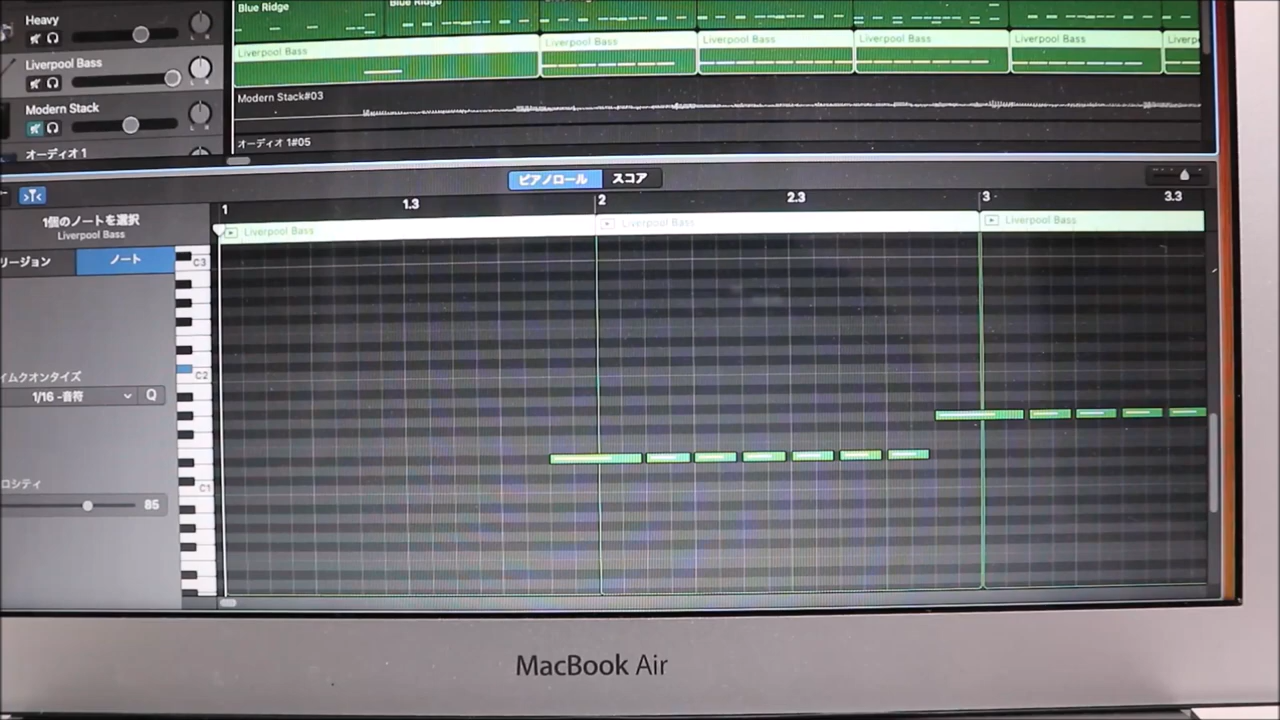 Heavy
Liverpool Bass
Modern Stack
オーディオ 1
L R
Blue Ridge
Blue Ridge
Liverpool Bass
Liverpool Bass
Liverpool Bass
Liverpool Bass
Liverpool Bass
Liverp
Modern Stack#03
オーディオ 1#05
ピアノロール
スコア
1個のノートを選択
Liverpool Bass
リージョン
ノート
1
1.3
2
2.3
3
3.3
Liverpool Bass
Liverpool Bass
Liverpool Bass
C3
C2
C1
イムクオンタイズ
1/16 -音符
Q
ロシティ
85
MacBook Air